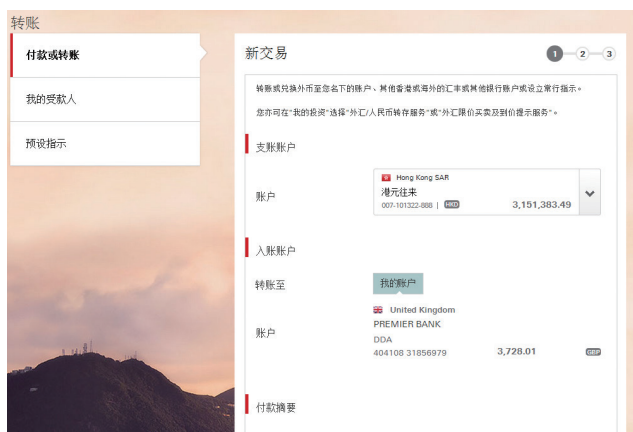 转账
付款或转账
我的受款人
预设指示
新交易
1 2 3
转账或兑换外币至您名下的账户、其他香港或海外的汇丰或其他银行账户或设立常行指示。
您亦可在"我的投资"选择"外汇/人民币转存服务"或"外汇限价买卖及到价提示服务"。
支账账户
账户
Hong Kong SAR
港元往来
007-101322-888 | HKD 3,151,383.49
入账账户
转账至 我的账户
账户
United Kingdom
PREMIER BANK
DDA
404108 31856979 3,728.01 GBP
付款摘要